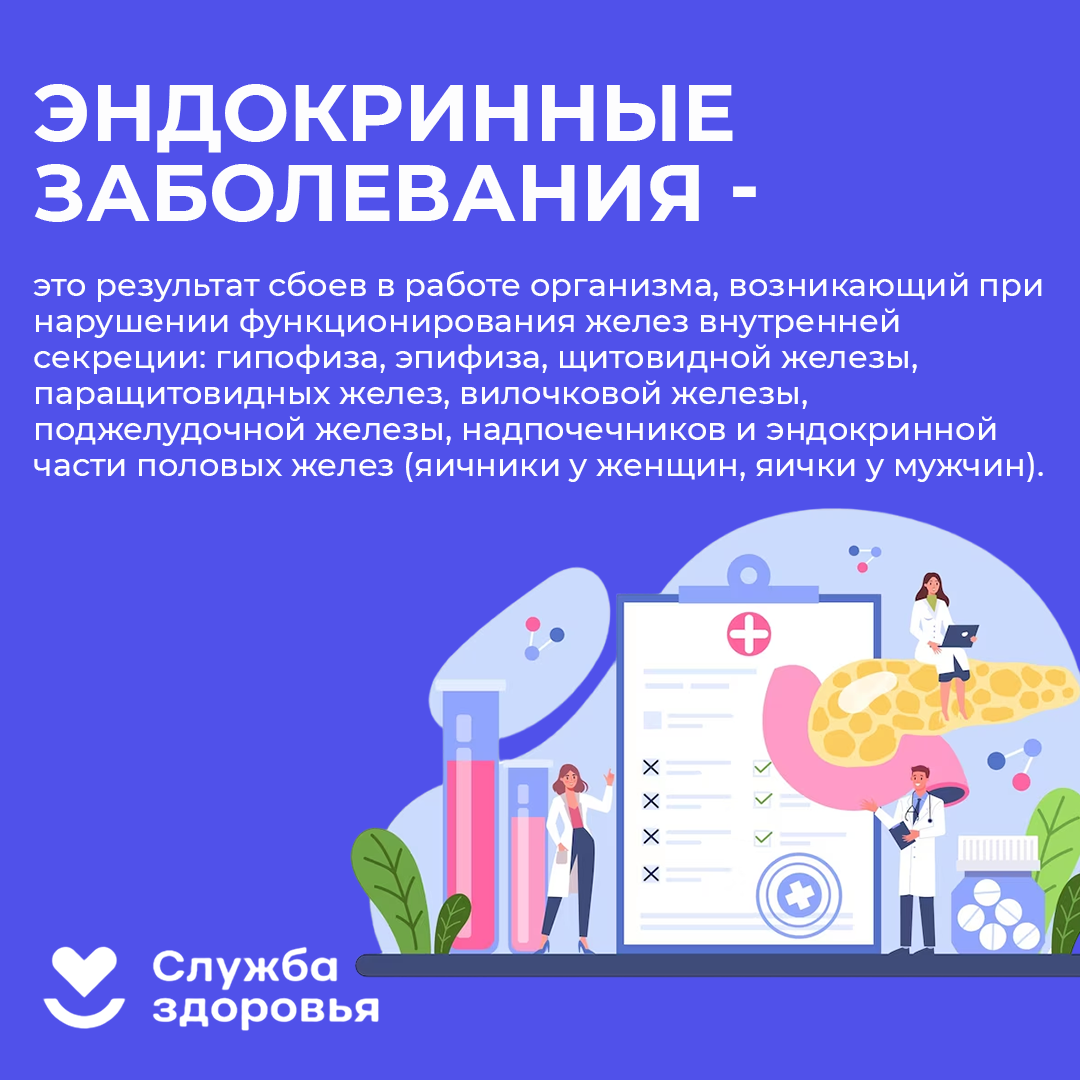 ЭНДОКРИННЫЕ
ЗАБОЛЕВАНИЯ -
это результат сбоев в работе организма, возникающий при
нарушении функционирования желез внутренней
секреции: гипофиза, эпифиза, щитовидной железы,
паращитовидных желез, вилочковой железы,
поджелудочной железы, надпочечников и эндокринной
части половых желез (яичники у женщин, яички у мужчин).
Служба
здоровья